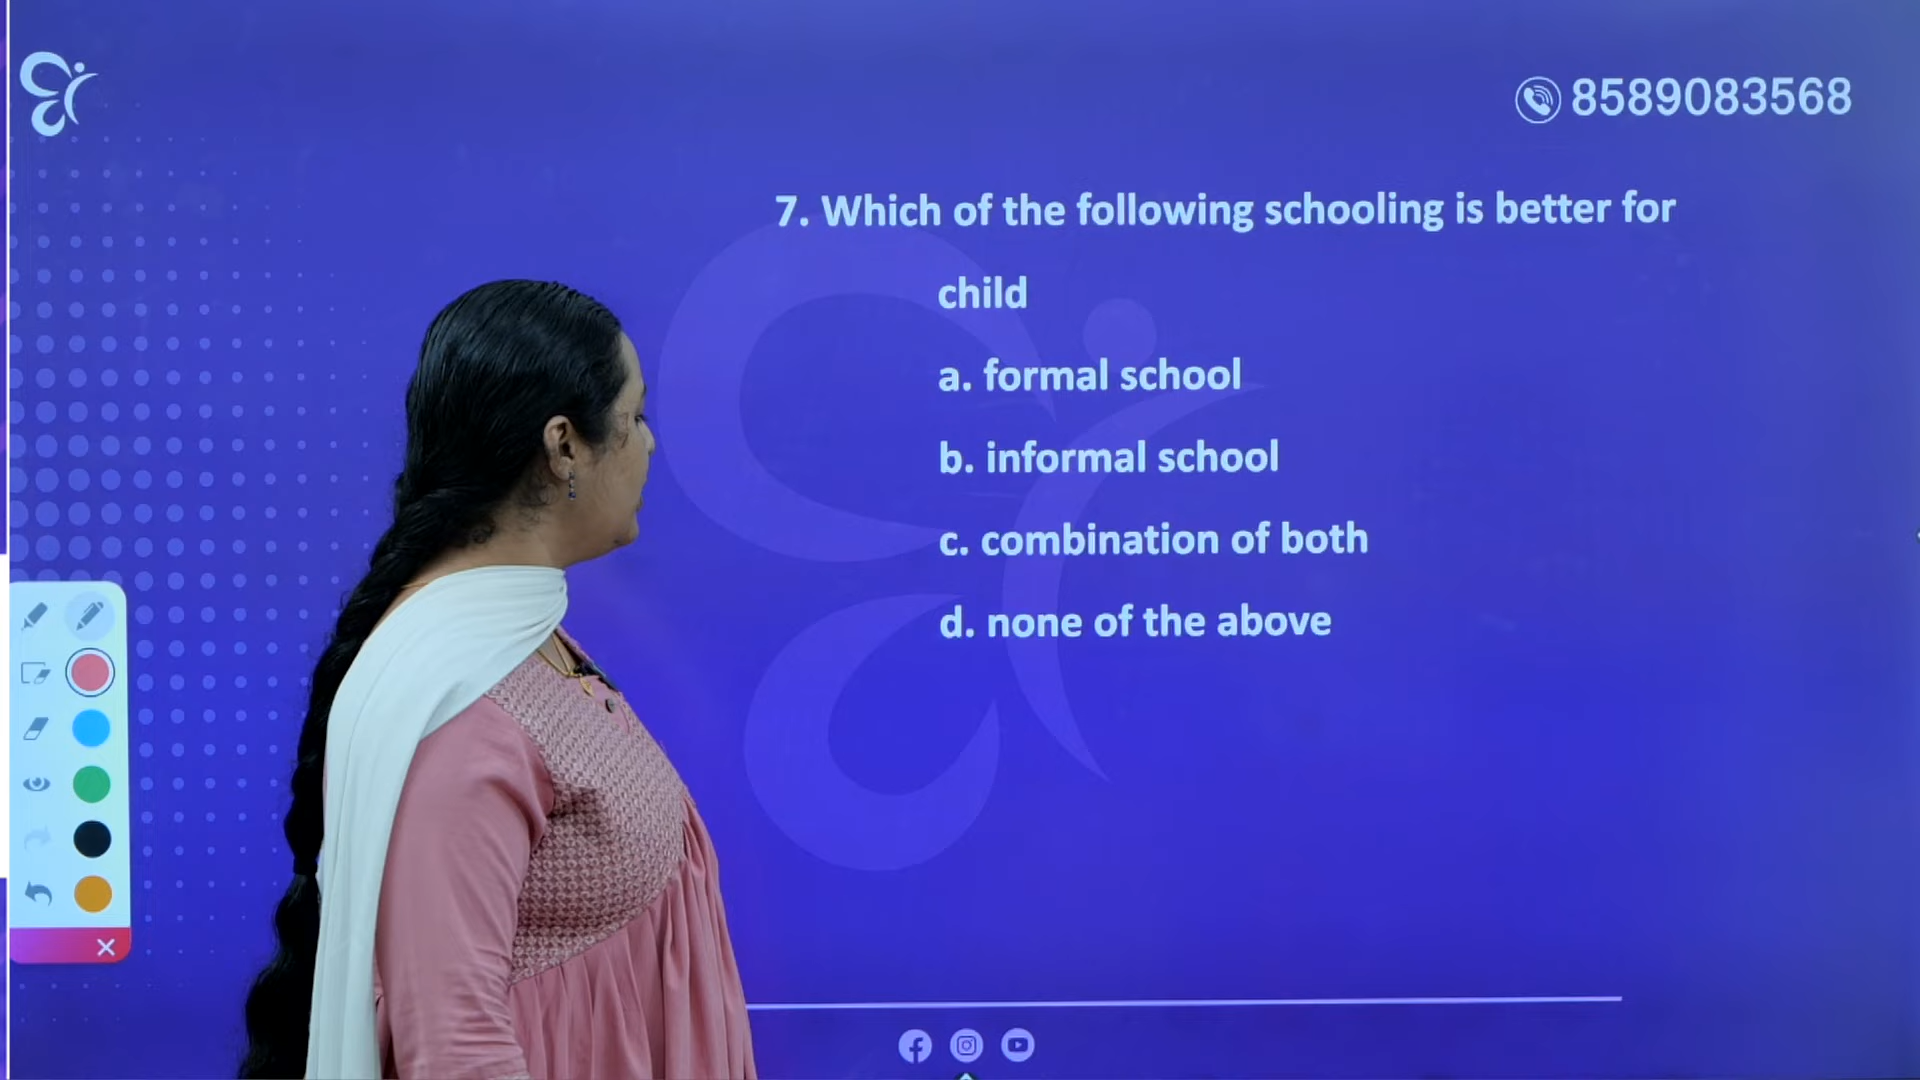 8589083568
7. Which of the following schooling is better for
child
a. formal school
b. informal school
c. combination of both
d. none of the above